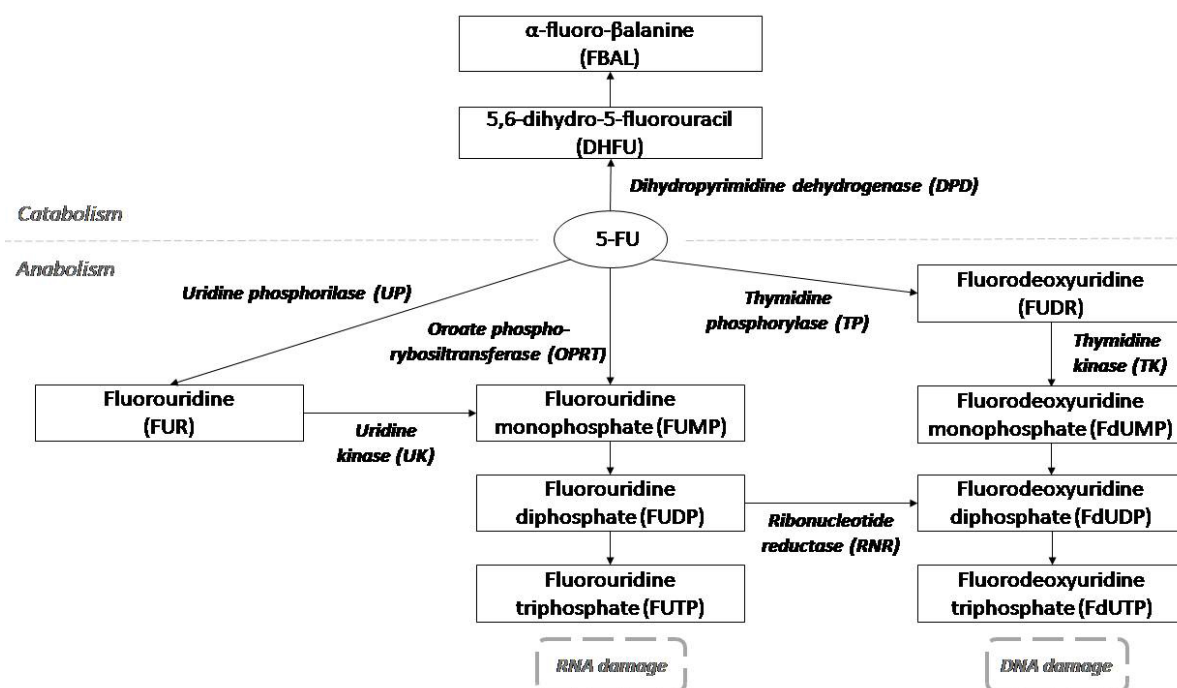 α-fluoro-βalanine
(FBAL)
5,6-dihydro-5-fluorouracil
(DHFU)
Dihydropyrimidine dehydrogenase (DPD)
Catabolism
5-FU
Anabolism
Uridine phosphorilase (UP)
Thymidine
phosphorylase (TP)
Fluorodeoxyuridine
(FUDR)
Oroate phospho-
rybosiltransferase (OPRT)
Thymidine
kinase (TK)
Fluorouridine
(FUR)
Uridine
kinase (UK)
Fluorouridine
monophosphate (FUMP)
Fluorodeoxyuridine
monophosphate (FdUMP)
Fluorouridine
diphosphate (FUDP)
Ribonucleotide
reductase (RNR)
Fluorodeoxyuridine
diphosphate (FdUDP)
Fluorouridine
triphosphate (FUTP)
Fluorodeoxyuridine
triphosphate (FdUTP)
RNA damage
DNA damage